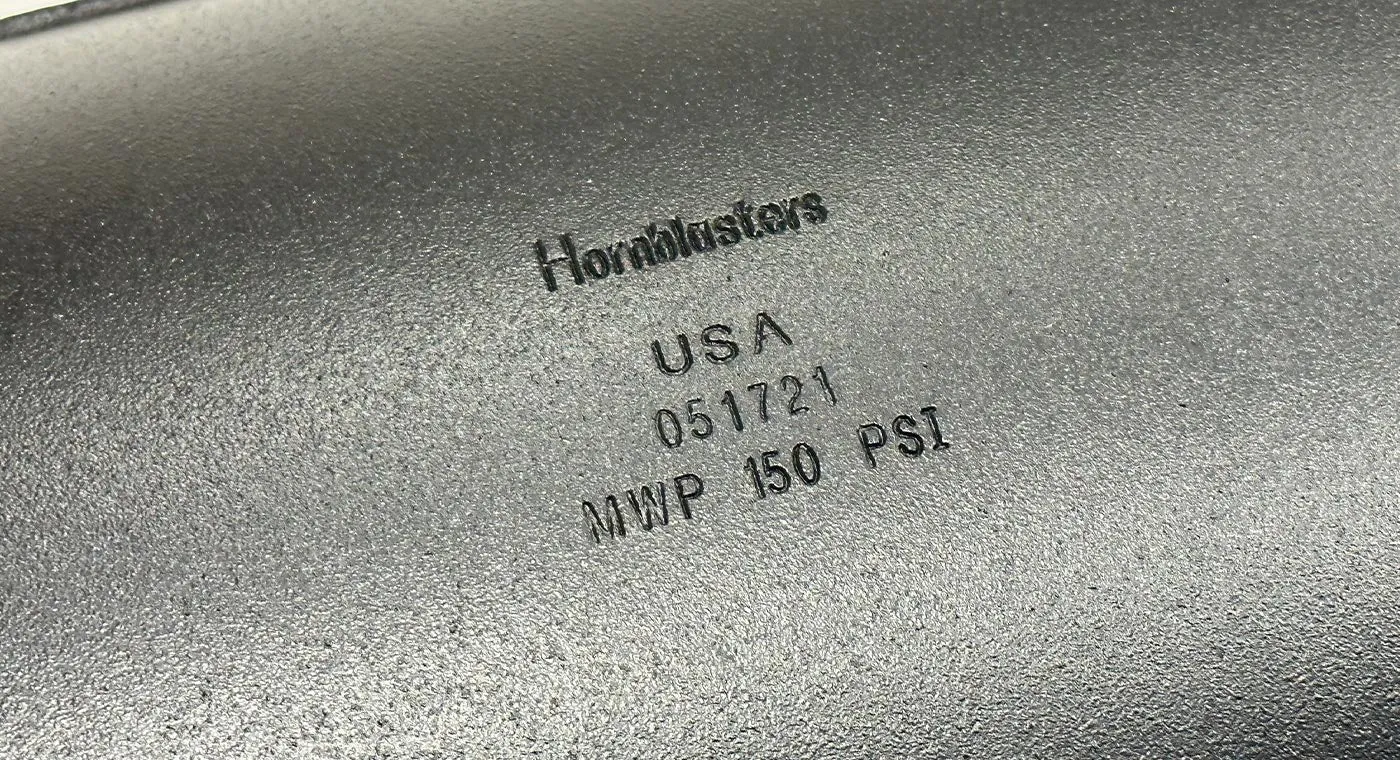 Hornblasters
USA
051721
MWP 150 PSI